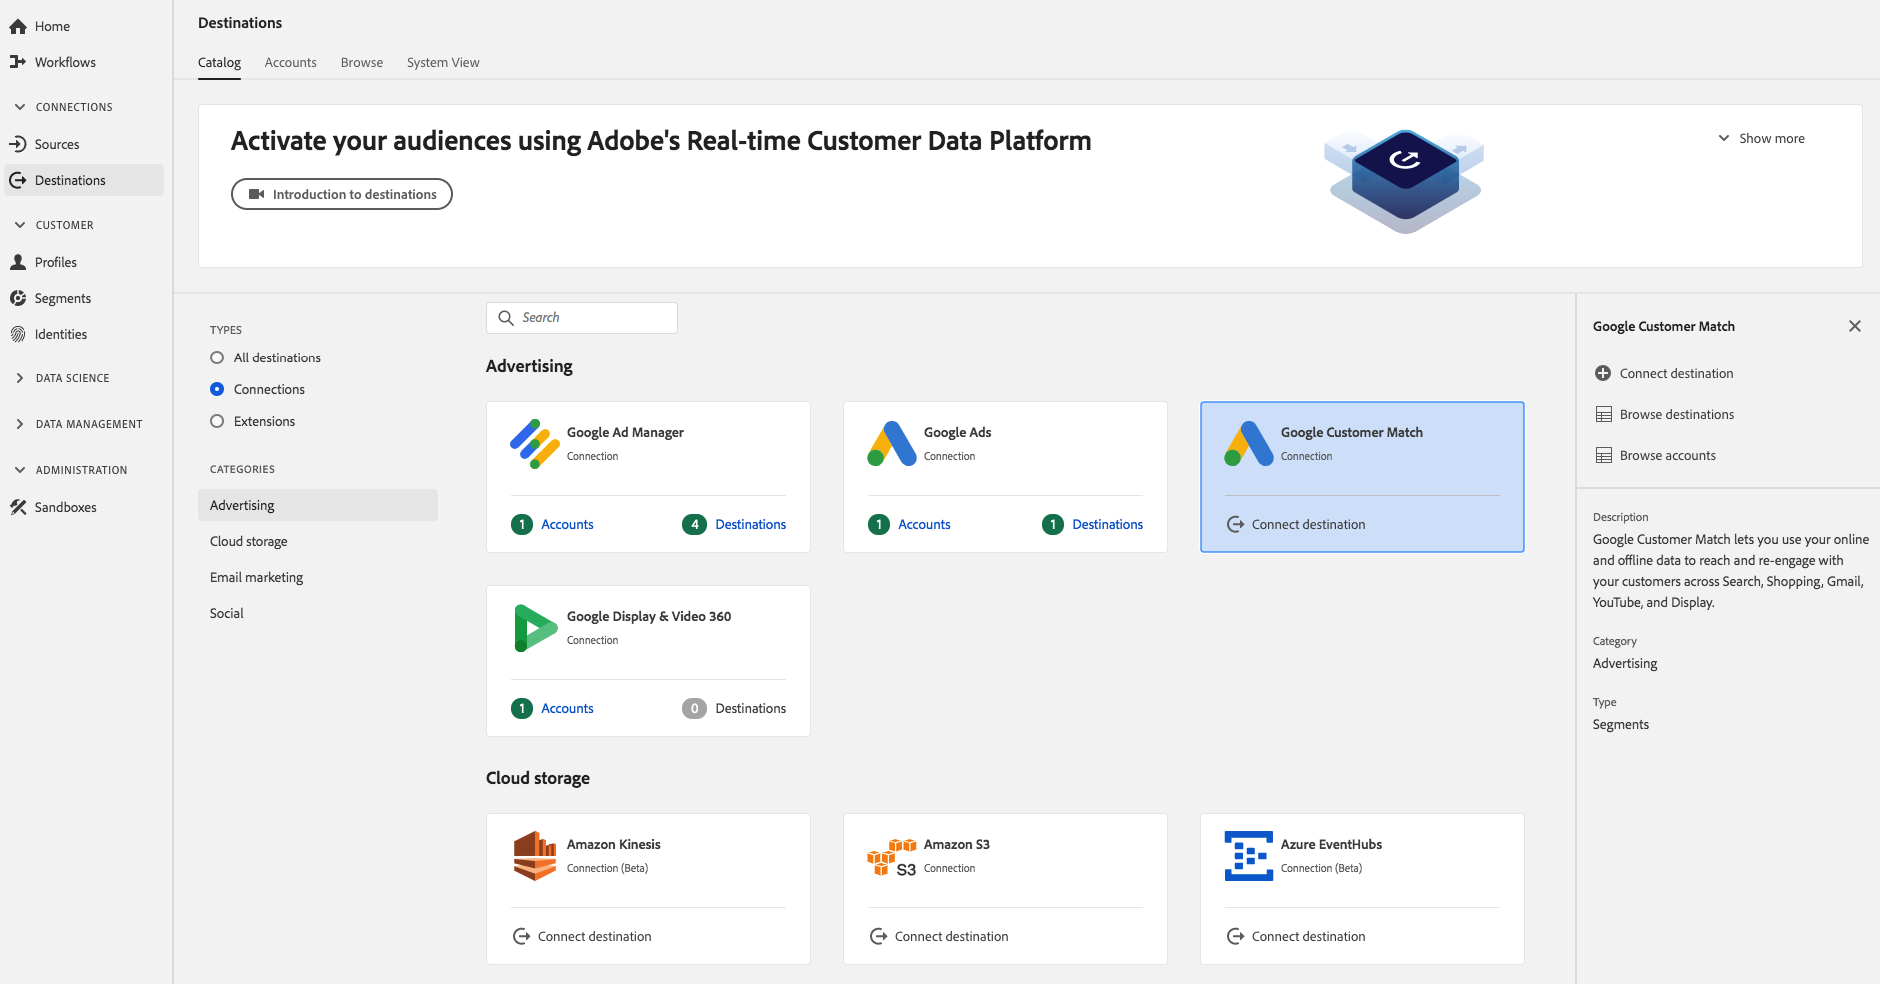 Home
Workflows
CONNECTIONS
Sources
Destinations
CUSTOMER
Profiles
Segments
Identities
DATA SCIENCE
DATA MANAGEMENT
ADMINISTRATION
Sandboxes
Destinations
Catalog Accounts Browse System View
Activate your audiences using Adobe's Real-time Customer Data Platform
Introduction to destinations
Show more
TYPES
All destinations
Connections
Extensions
CATEGORIES
Advertising
Cloud storage
Email marketing
Social
Search
Advertising
Google Ad Manager
Connection
1 Accounts 4 Destinations
Google Ads
Connection
1 Accounts 1 Destinations
Google Customer Match
Connection
Connect destination
Google Display & Video 360
Connection
1 Accounts 0 Destinations
Cloud storage
Amazon Kinesis
Connection (Beta)
Connect destination
S3
Amazon S3
Connection
Connect destination
Azure EventHubs
Connection (Beta)
Connect destination
Google Customer Match
Connect destination
Browse destinations
Browse accounts
Description
Google Customer Match lets you use your online
and offline data to reach and re-engage with
your customers across Search, Shopping, Gmail,
YouTube, and Display.
Category
Advertising
Type
Segments